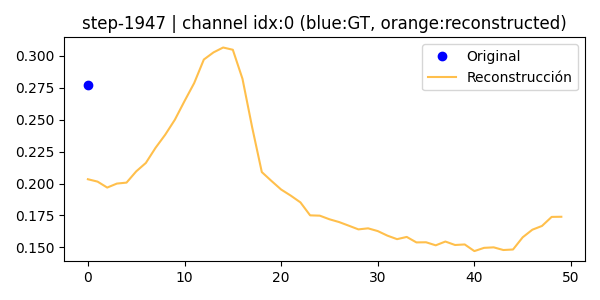 step-1947 | channel idx:0 (blue:GT, orange:reconstructed)
Original
Reconstrucción
0.300
0.275
0.250
0.225
0.200
0.175
0.150
0 10 20 30 40 50